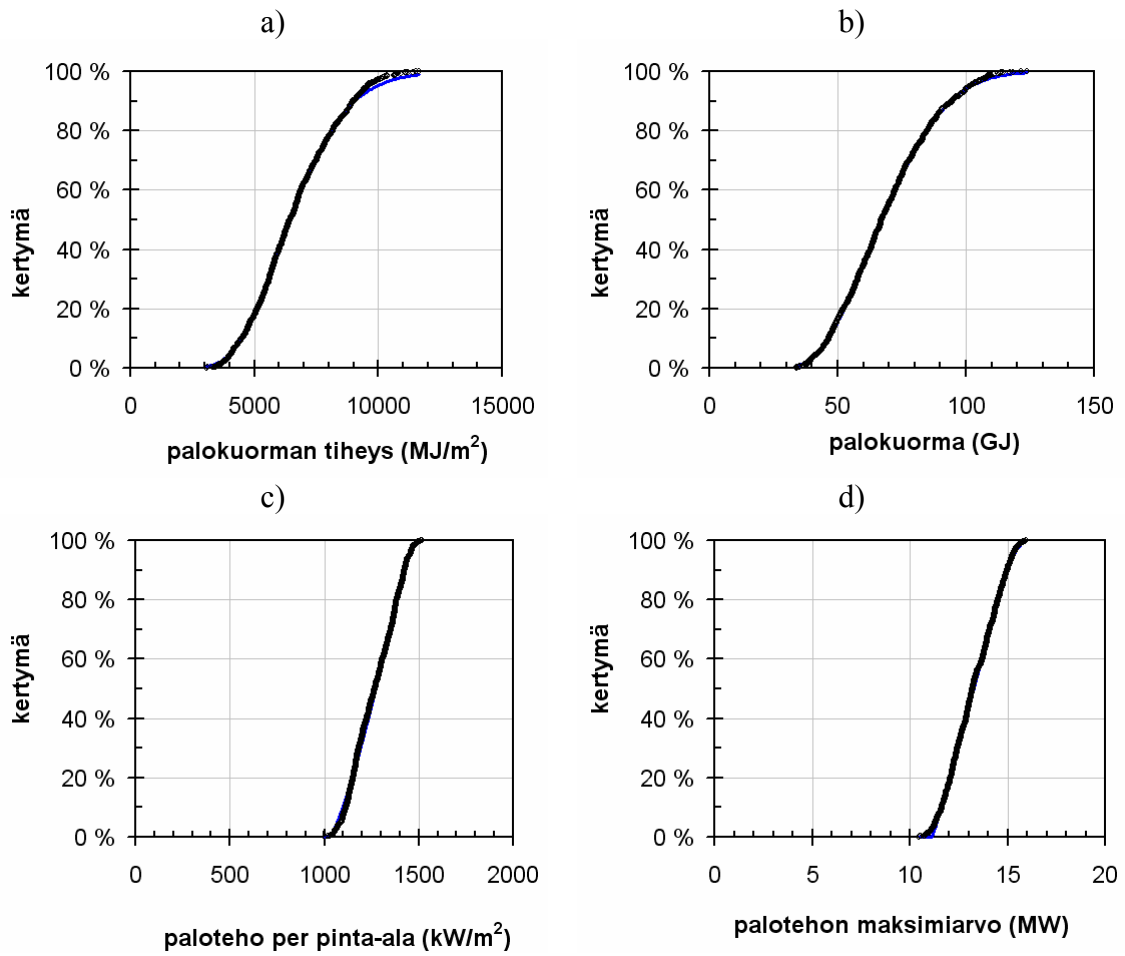 a)
100 %
80 %
60 %
40 %
20 %
0 %
kertymä
0 5000 10000 15000
palokuorman tiheys (MJ/m²)
b)
100 %
80 %
60 %
40 %
20 %
0 %
kertymä
0 50 100 150
palokuorma (GJ)
c)
100 %
80 %
60 %
40 %
20 %
0 %
kertymä
0 500 1000 1500 2000
paloteho per pinta-ala (kW/m²)
d)
100 %
80 %
60 %
40 %
20 %
0 %
kertymä
0 5 10 15 20
palotehon maksimiarvo (MW)